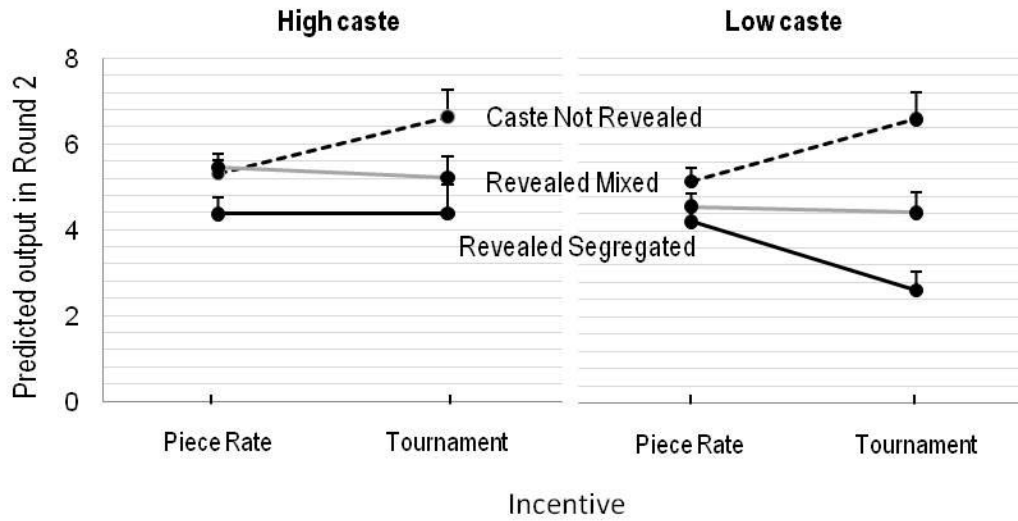 High caste
Low caste
Predicted output in Round 2
8
6
4
2
0
Caste Not Revealed
Revealed Mixed
Revealed Segregated
Piece Rate
Tournament
Piece Rate
Tournament
Incentive